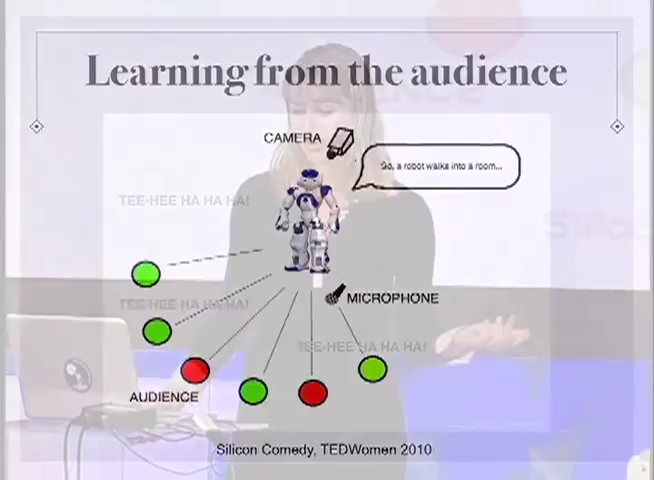 Learning from the audience
CAMERA
So, a robot walks into a room...
TEE-HEE HA HA HA!
TEE-HEE HA HA HA!
MICROPHONE
TEE-HEE HA HA HA!
AUDIENCE
Silicon Comedy, TEDWomen 2010